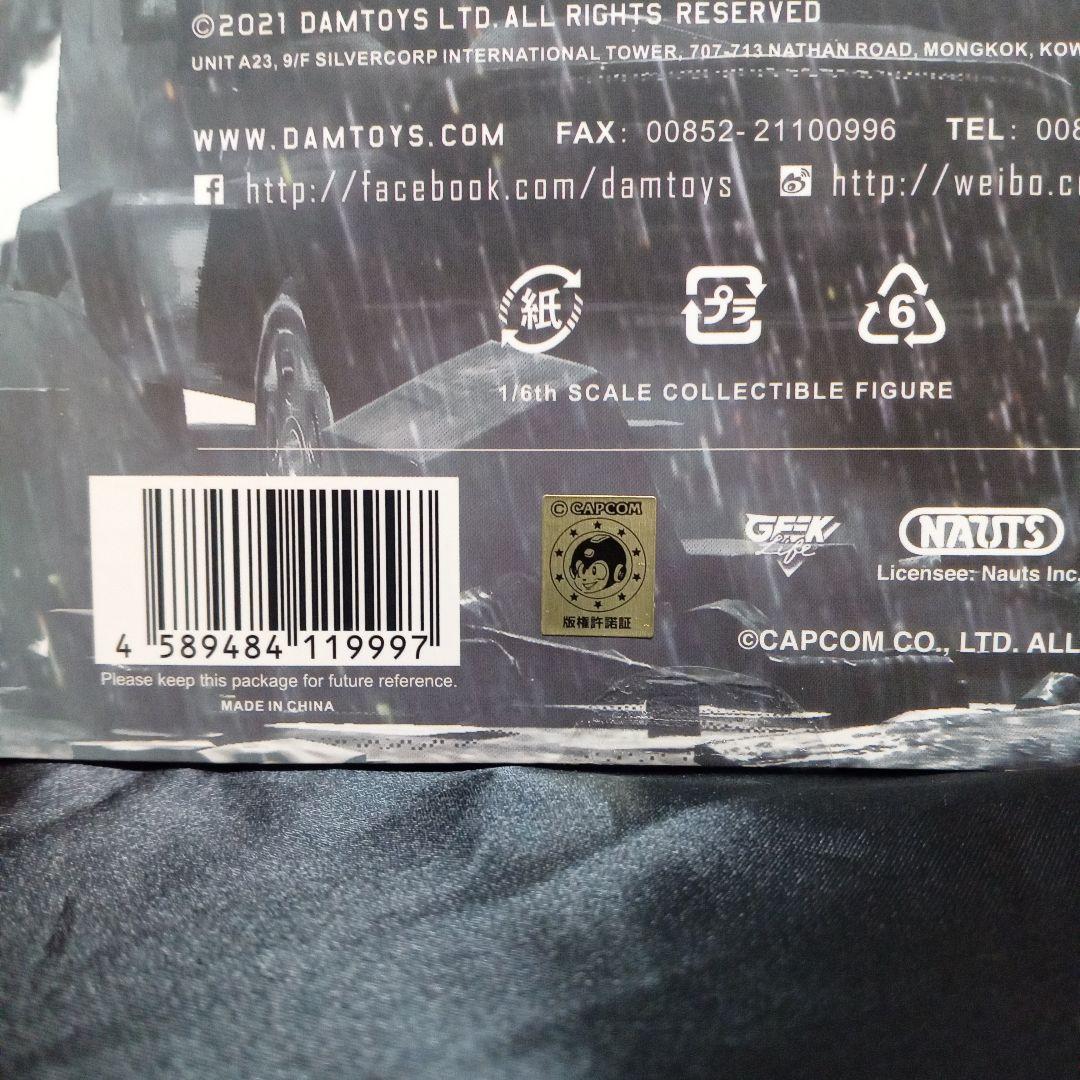 ©2021 DAMTOYS LTD. ALL RIGHTS RESERVED
UNIT A23, 9/F SILVERCORP INTERNATIONAL TOWER, 707-713 NATHAN ROAD, MONGKOK, KOW
WWW.DAMTOYS.COM FAX: 00852-21100996 TEL: 008
http://facebook.com/damtoys http://weibo.c
紙 プラ 6
1/6th SCALE COLLECTIBLE FIGURE
© CAPCOM
版権許諾証
GEEK Life
NAUTS
Licensee: Nauts Inc.
©CAPCOM CO., LTD. ALL
4 589484 119997
Please keep this package for future reference.
MADE IN CHINA